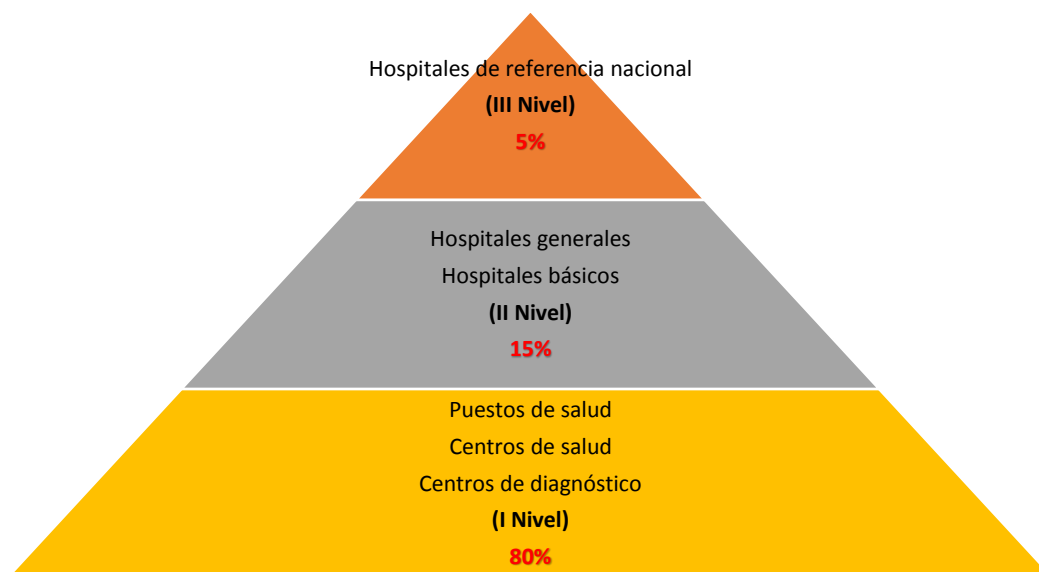 Hospitales de referencia nacional
(III Nivel)
5%
Hospitales generales
Hospitales básicos
(II Nivel)
15%
Puestos de salud
Centros de salud
Centros de diagnóstico
(I Nivel)
80%